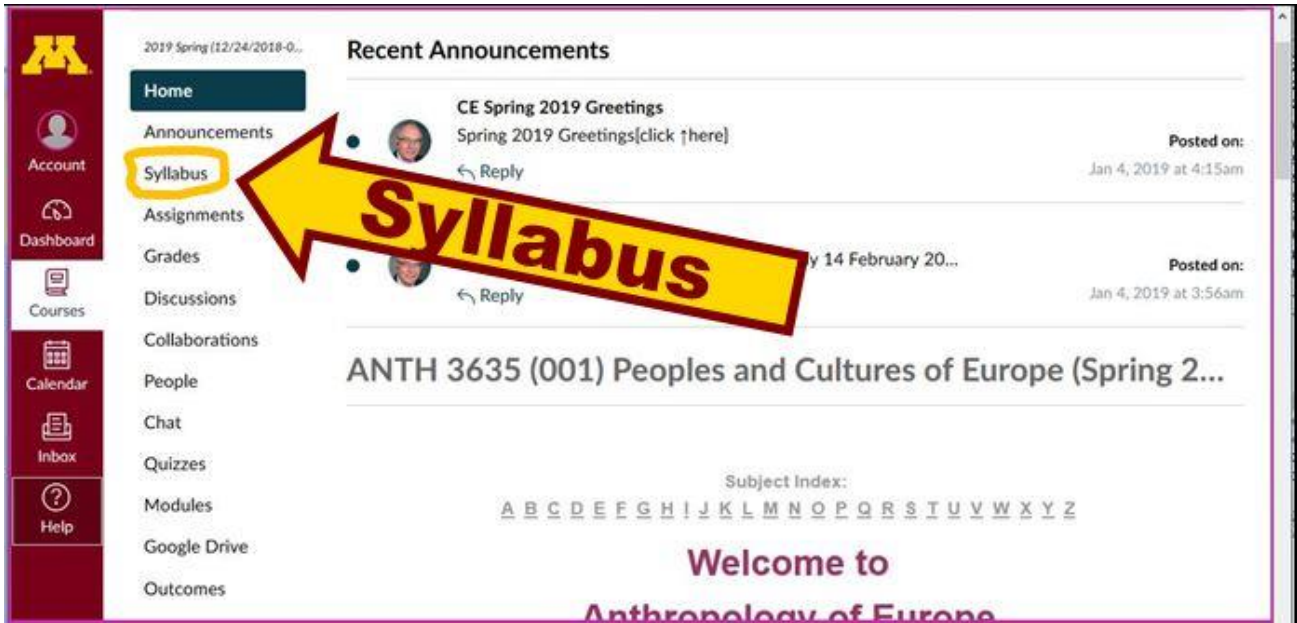 M
Account
Dashboard
Courses
Calendar
Inbox
Help
2019 Spring (12/24/2018-0...
Home
Announcements
Syllabus
Assignments
Grades
Discussions
Collaborations
People
Chat
Quizzes
Modules
Google Drive
Outcomes
Recent Announcements
CE Spring 2019 Greetings
Spring 2019 Greetings[click ↑here]
Reply
Posted on:
Jan 4, 2019 at 4:15am
Syllabus
y 14 February 20...
Reply
Posted on:
Jan 4, 2019 at 3:56am
ANTH 3635 (001) Peoples and Cultures of Europe (Spring 2...
Subject Index:
A B C D E F G H I J K L M N O P Q R S T U V W X Y Z
Welcome to
Anthropology of Europe